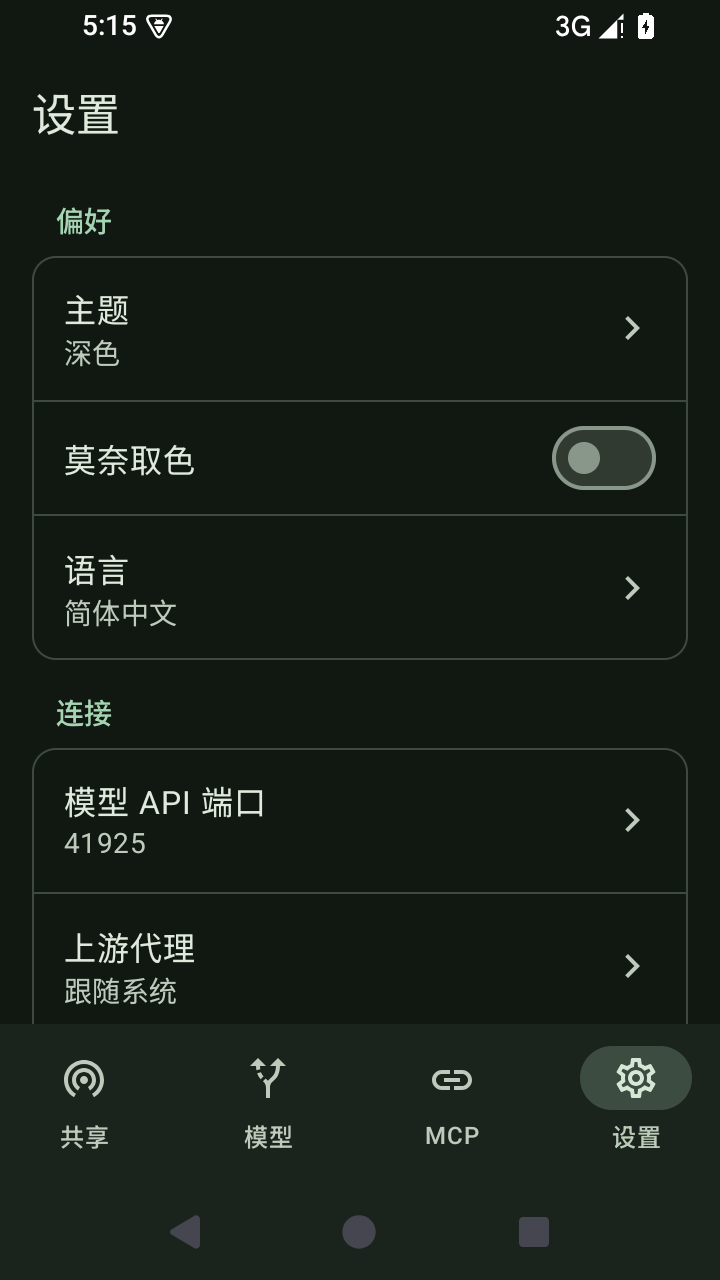 5:15
3G
设置
偏好
主题
深色
莫奈取色
语言
简体中文
连接
模型 API 端口
41925
上游代理
跟随系统
共享
模型
MCP
设置